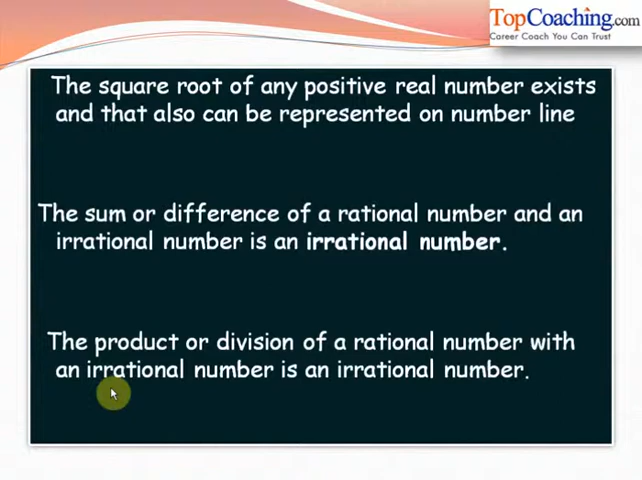 TopCoaching.com
Career Coach You Can Trust
The square root of any positive real number exists
and that also can be represented on number line
The sum or difference of a rational number and an
irrational number is an irrational number.
The product or division of a rational number with
an irrational number is an irrational number.